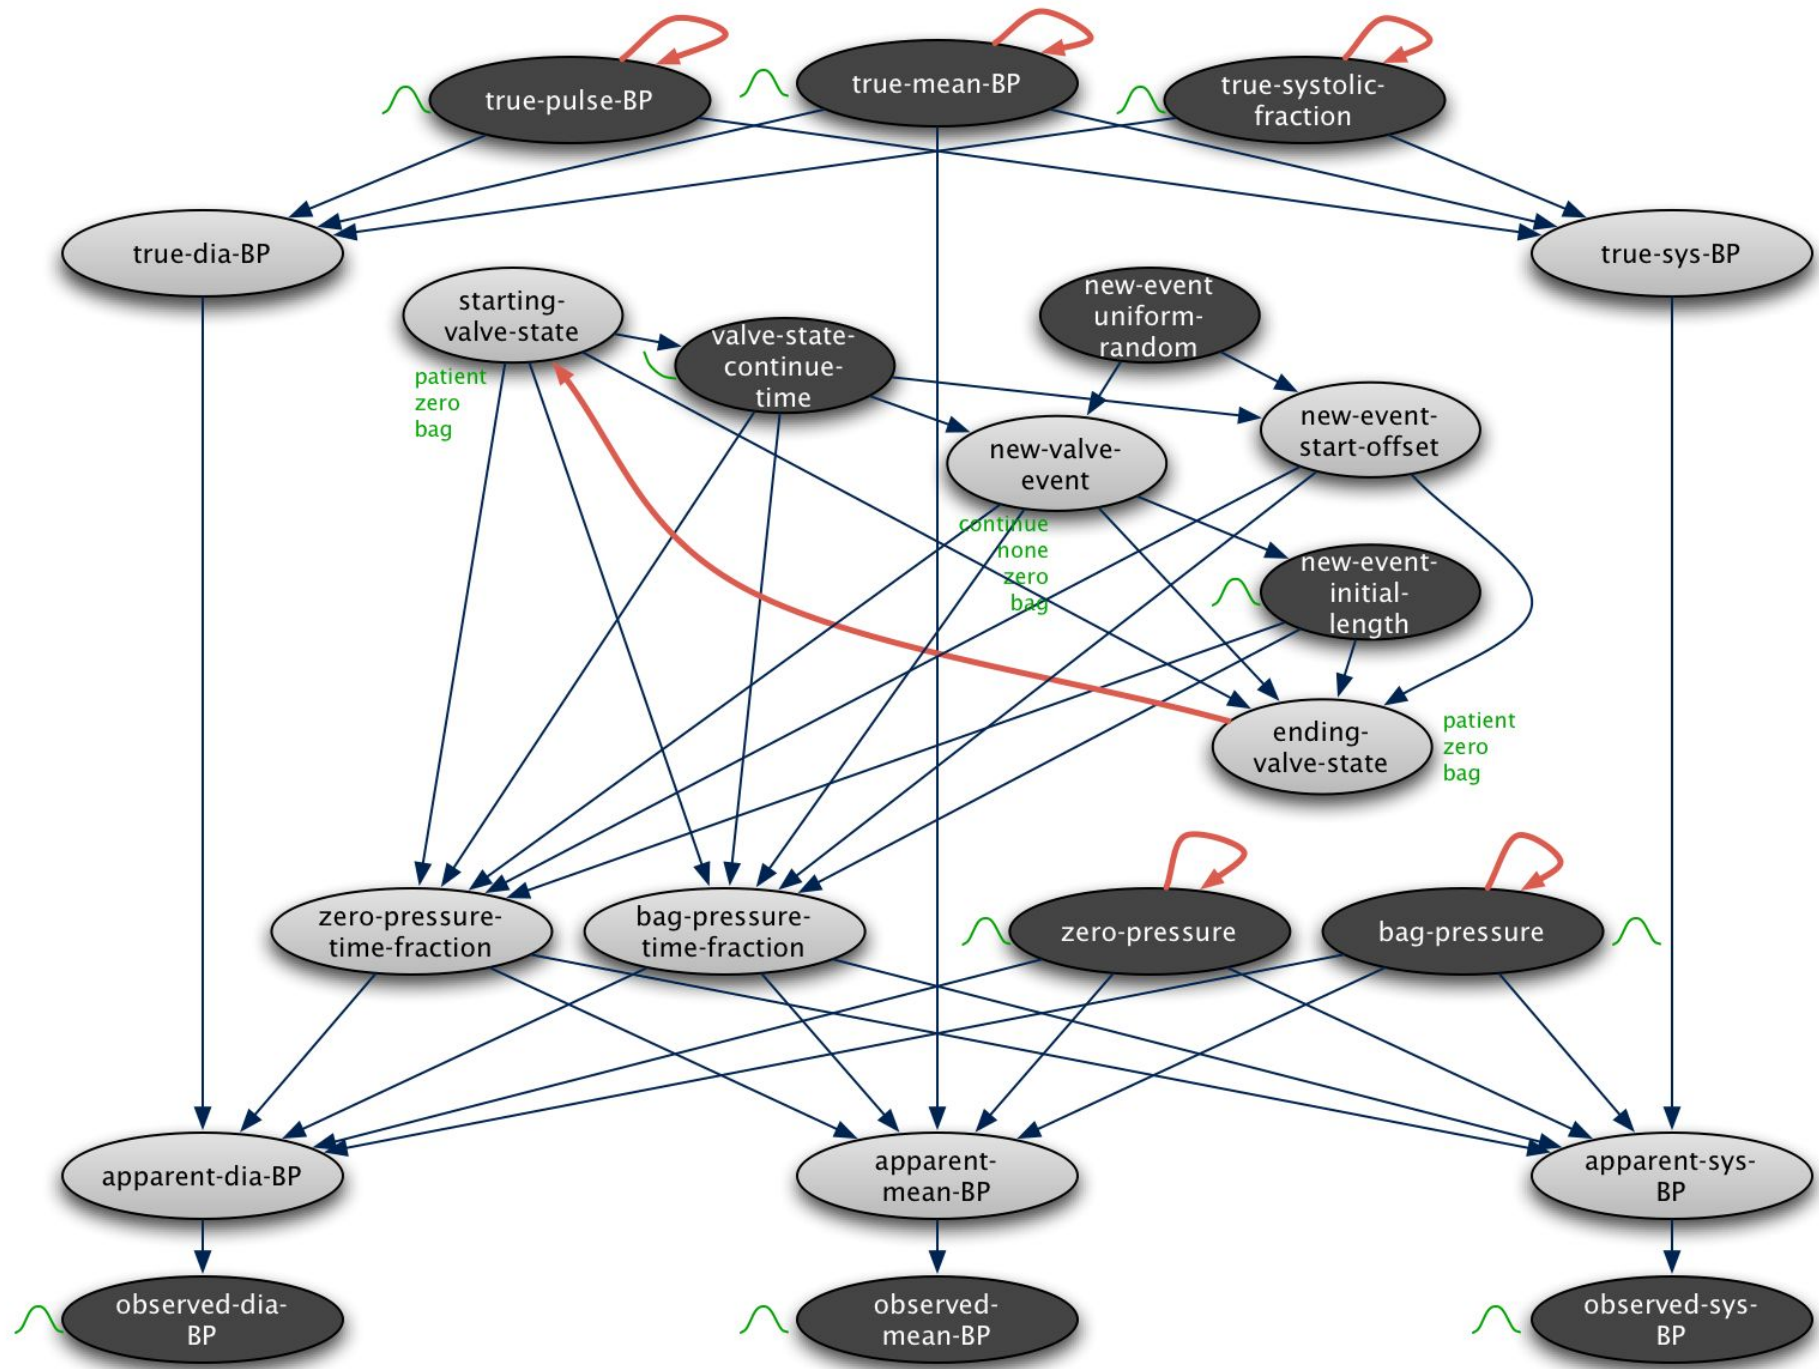 true-pulse-BP
true-mean-BP
true-systolic-
fraction
true-dia-BP
true-sys-BP
starting-
valve-state
patient
zero
bag
valve-state-
continue-
time
new-event
uniform-
random
new-event-
start-offset
new-valve-
event
continue
none
zero
bag
new-event-
initial-
length
ending-
valve-state
patient
zero
bag
zero-pressure-
time-fraction
bag-pressure-
time-fraction
zero-pressure
bag-pressure
apparent-dia-BP
apparent-
mean-BP
apparent-sys-
BP
observed-dia-
BP
observed-
mean-BP
observed-sys-
BP